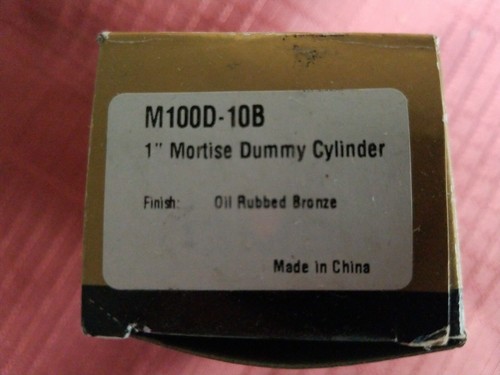 M100D-10B
1" Mortise Dummy Cylinder
Finish: Oil Rubbed Bronze
Made in China